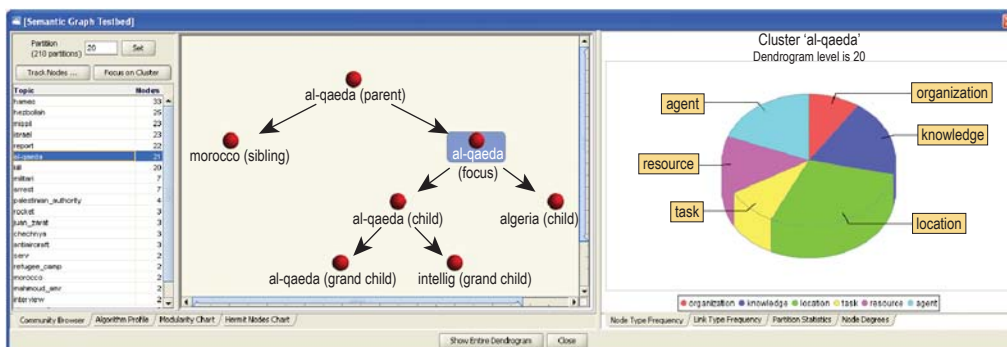 [Semantic Graph Testbed]
Partition
(210 partitions)
20
Set
Track Nodes ...
Focus on Cluster
Topic Nodes
hamas 33
hezbollah 25
missil 23
israel 23
report 22
al-qaeda 21
20
militari 7
arrest 7
palestinian_authority 4
rocket 3
juan_zarat 3
chechnya 3
antiaircraft 3
serv 2
refugee_camp 2
morocco 2
mahmoud_amr 2
interview 2
al-qaeda (parent)
morocco (sibling)
al-qaeda
(focus)
al-qaeda (child)
algeria (child)
al-qaeda (grand child)
intellig (grand child)
Community Browser Algorithm Profile Modularity Chart Hermit Nodes Chart
Cluster 'al-qaeda'
Dendrogram level is 20
organization
agent
knowledge
resource
task
location
organization knowledge location task resource agent
Node Type Frequency Link Type Frequency Partition Statistics Node Degrees
Show Entire Dendrogram
Close